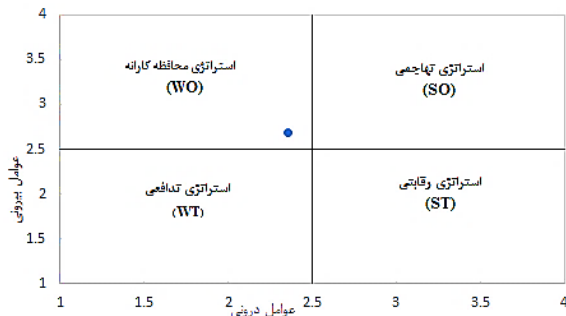 4
3.5
3
2.5
2
1.5
1
استراتژی محافظه کارانه
(WO)
استراتژی تهاجمی
(SO)
استراتژی تدافعی
(WT)
استراتژی رقابتی
(ST)
عوامل بیرونی
1
1.5
2
2.5
3
3.5
4
عوامل درونی